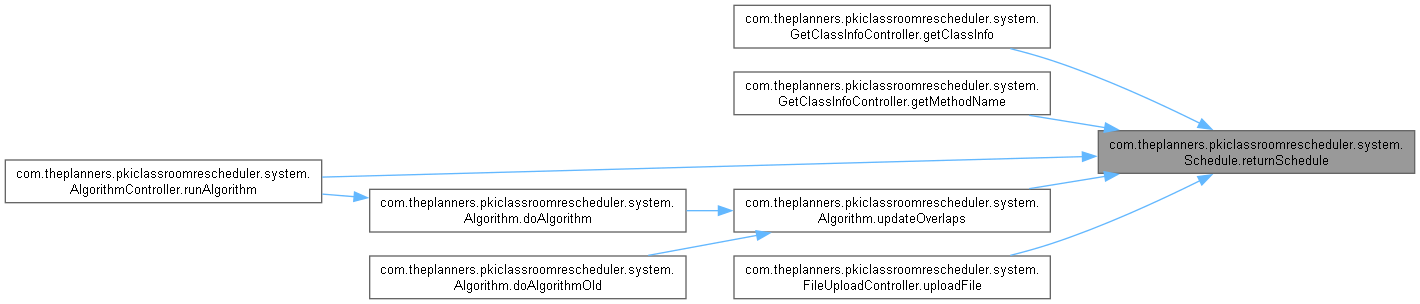 com.theplanners.pkiclassroomrescheduler.system.
GetClassInfoController.getClassInfo
com.theplanners.pkiclassroomrescheduler.system.
GetClassInfoController.getMethodName
com.theplanners.pkiclassroomrescheduler.system.
Schedule.returnSchedule
com.theplanners.pkiclassroomrescheduler.system.
AlgorithmController.runAlgorithm
com.theplanners.pkiclassroomrescheduler.system.
Algorithm.doAlgorithm
com.theplanners.pkiclassroomrescheduler.system.
Algorithm.updateOverlaps
com.theplanners.pkiclassroomrescheduler.system.
Algorithm.doAlgorithmOld
com.theplanners.pkiclassroomrescheduler.system.
FileUploadController.uploadFile